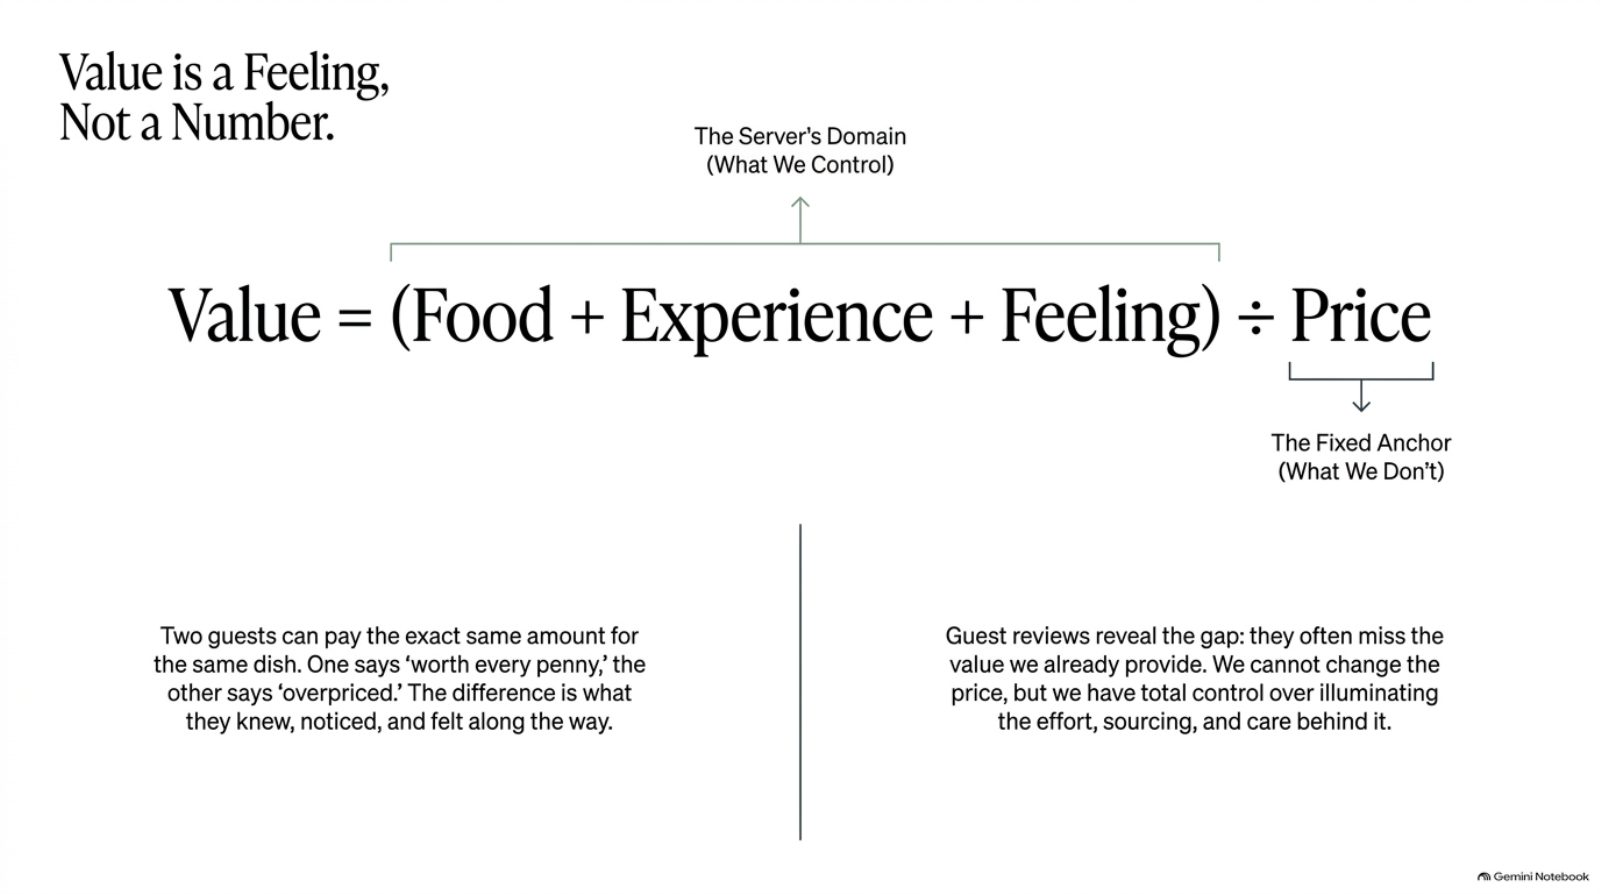 Value is a Feeling,
Not a Number.
The Server’s Domain
(What We Control)
Value = (Food + Experience + Feeling) ÷ Price
The Fixed Anchor
(What We Don’t)
Two guests can pay the exact same amount for
the same dish. One says ‘worth every penny,’ the
other says ‘overpriced.’ The difference is what
they knew, noticed, and felt along the way.
Guest reviews reveal the gap: they often miss the
value we already provide. We cannot change the
price, but we have total control over illuminating
the effort, sourcing, and care behind it.
Gemini Notebook